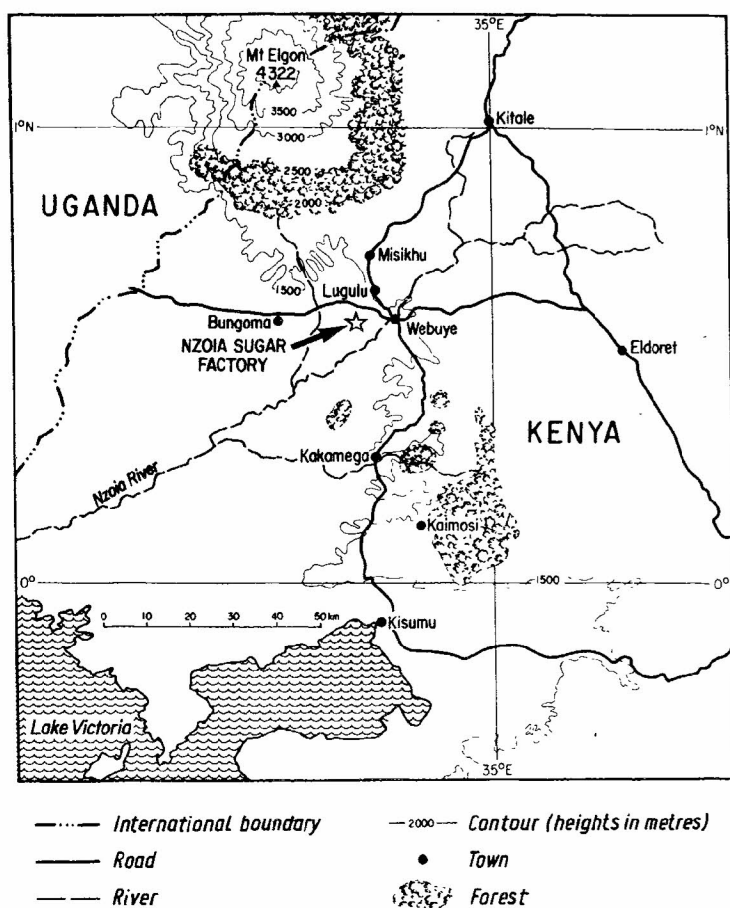 35°E
Mt Elgon
4322
3500
3000
1°N
1°N
Kitale
2500
2000
UGANDA
Misikhu
1500
Lugulu
Bungoma
Webuye
NZOIA SUGAR
FACTORY
Eldoret
KENYA
Kakamega
Nzoia River
Kaimosi
0°
1500
0°
0 10 20 30 40 50 km
Kisumu
Lake Victoria
35°E
International boundary
—2000— Contour (heights in metres)
Road
Town
River
Forest